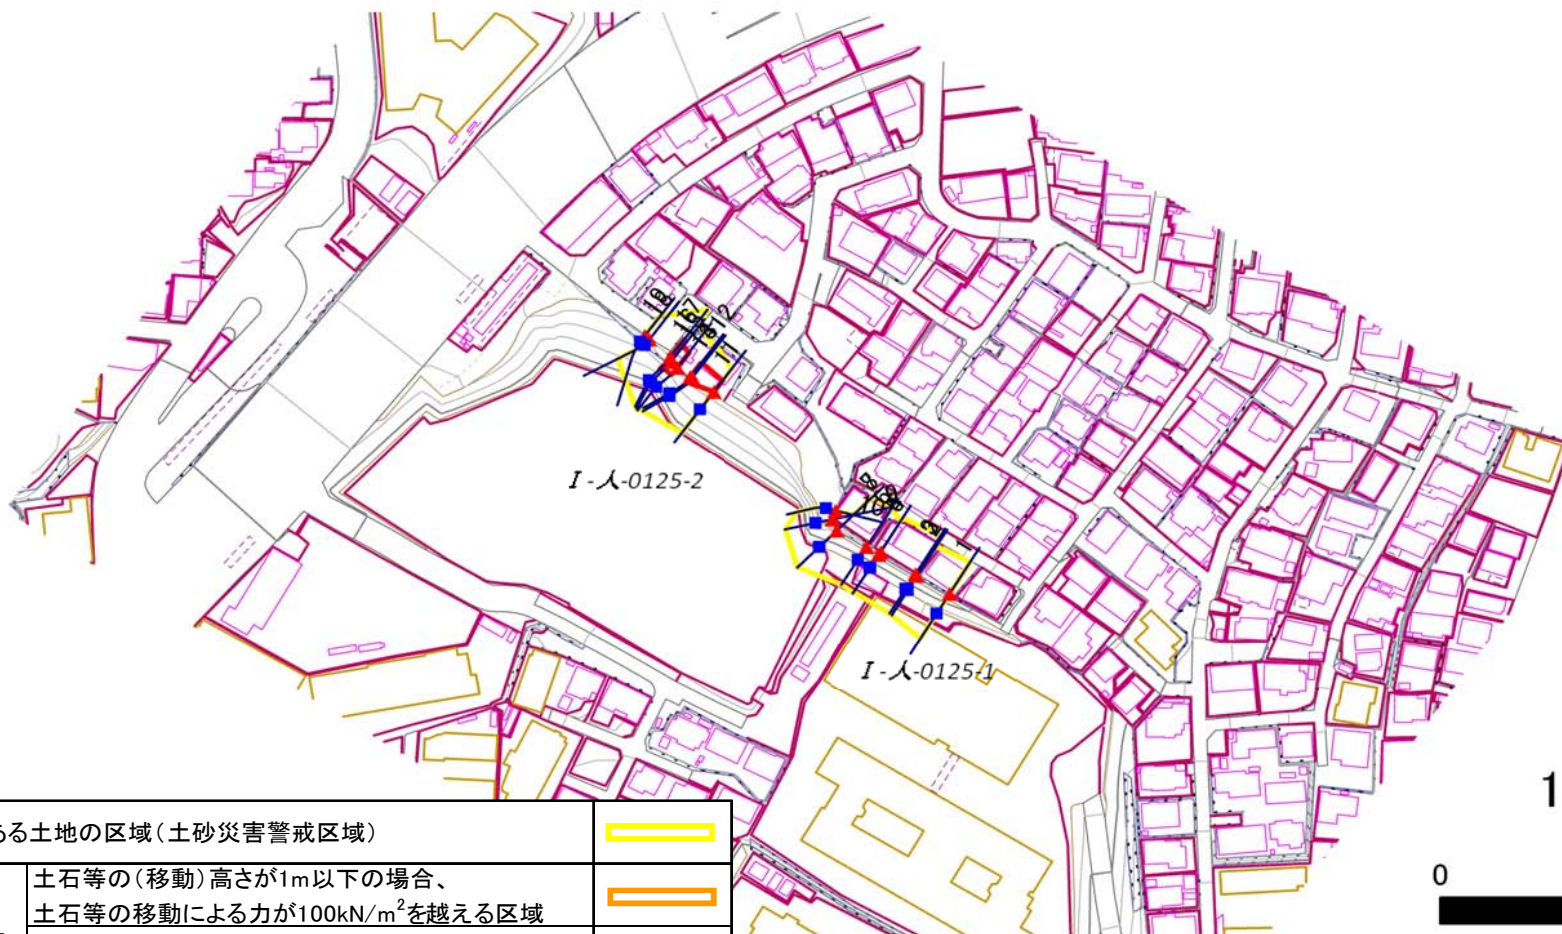 I-人-0125-2
I-人-0125-1
ある土地の区域(土砂災害警戒区域)
土石等の(移動)高さが1m以下の場合、
土石等の移動による力が100kN/m²を越える区域
1
0